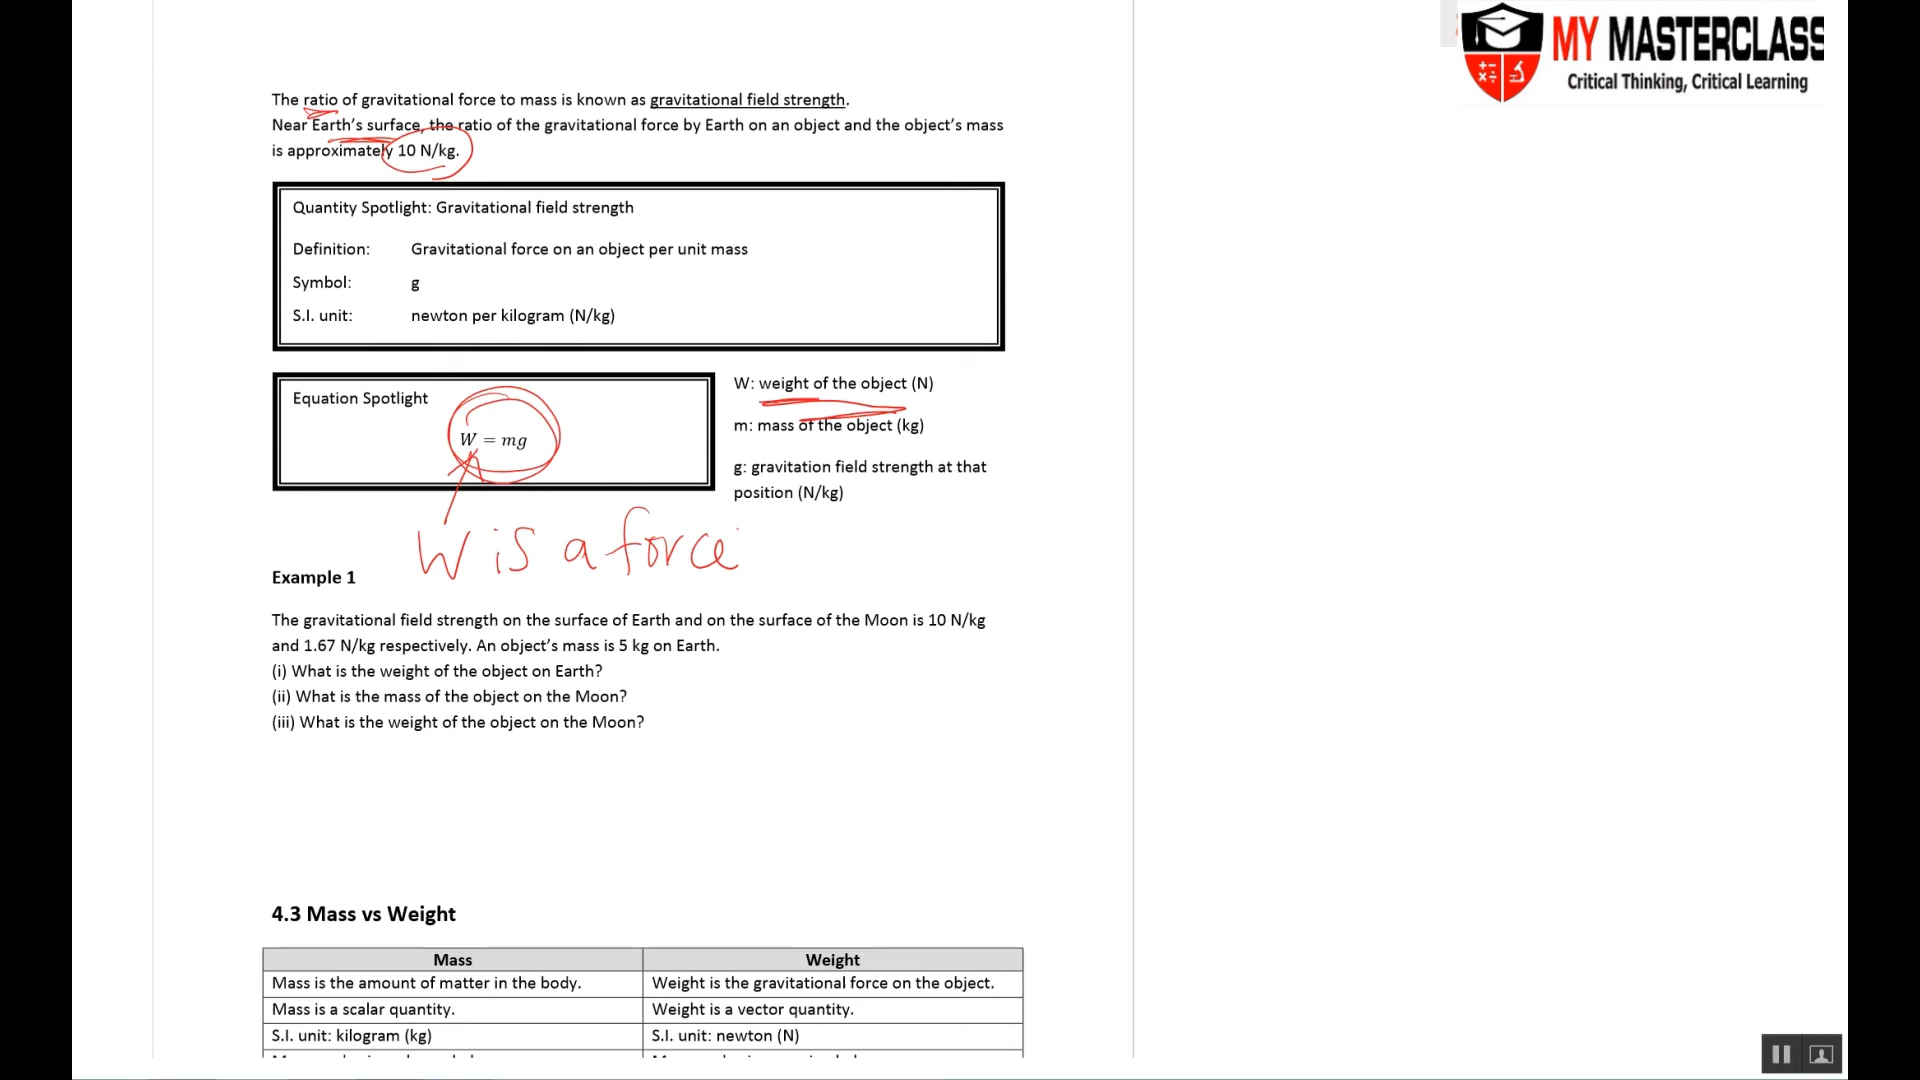 MY MASTERCLASS
Critical Thinking, Critical Learning
The ratio of gravitational force to mass is known as gravitational field strength.
Near Earth's surface, the ratio of the gravitational force by Earth on an object and the object's mass
is approximately 10 N/kg.
Quantity Spotlight: Gravitational field strength
Definition: Gravitational force on an object per unit mass
Symbol: g
S.I. unit: newton per kilogram (N/kg)
Equation Spotlight
W = mg
W: weight of the object (N)
m: mass of the object (kg)
g: gravitation field strength at that
position (N/kg)
W is a force
Example 1
The gravitational field strength on the surface of Earth and on the surface of the Moon is 10 N/kg
and 1.67 N/kg respectively. An object's mass is 5 kg on Earth.
(i) What is the weight of the object on Earth?
(ii) What is the mass of the object on the Moon?
(iii) What is the weight of the object on the Moon?
4.3 Mass vs Weight
Mass Weight
Mass is the amount of matter in the body. Weight is the gravitational force on the object.
Mass is a scalar quantity. Weight is a vector quantity.
S.I. unit: kilogram (kg) S.I. unit: newton (N)